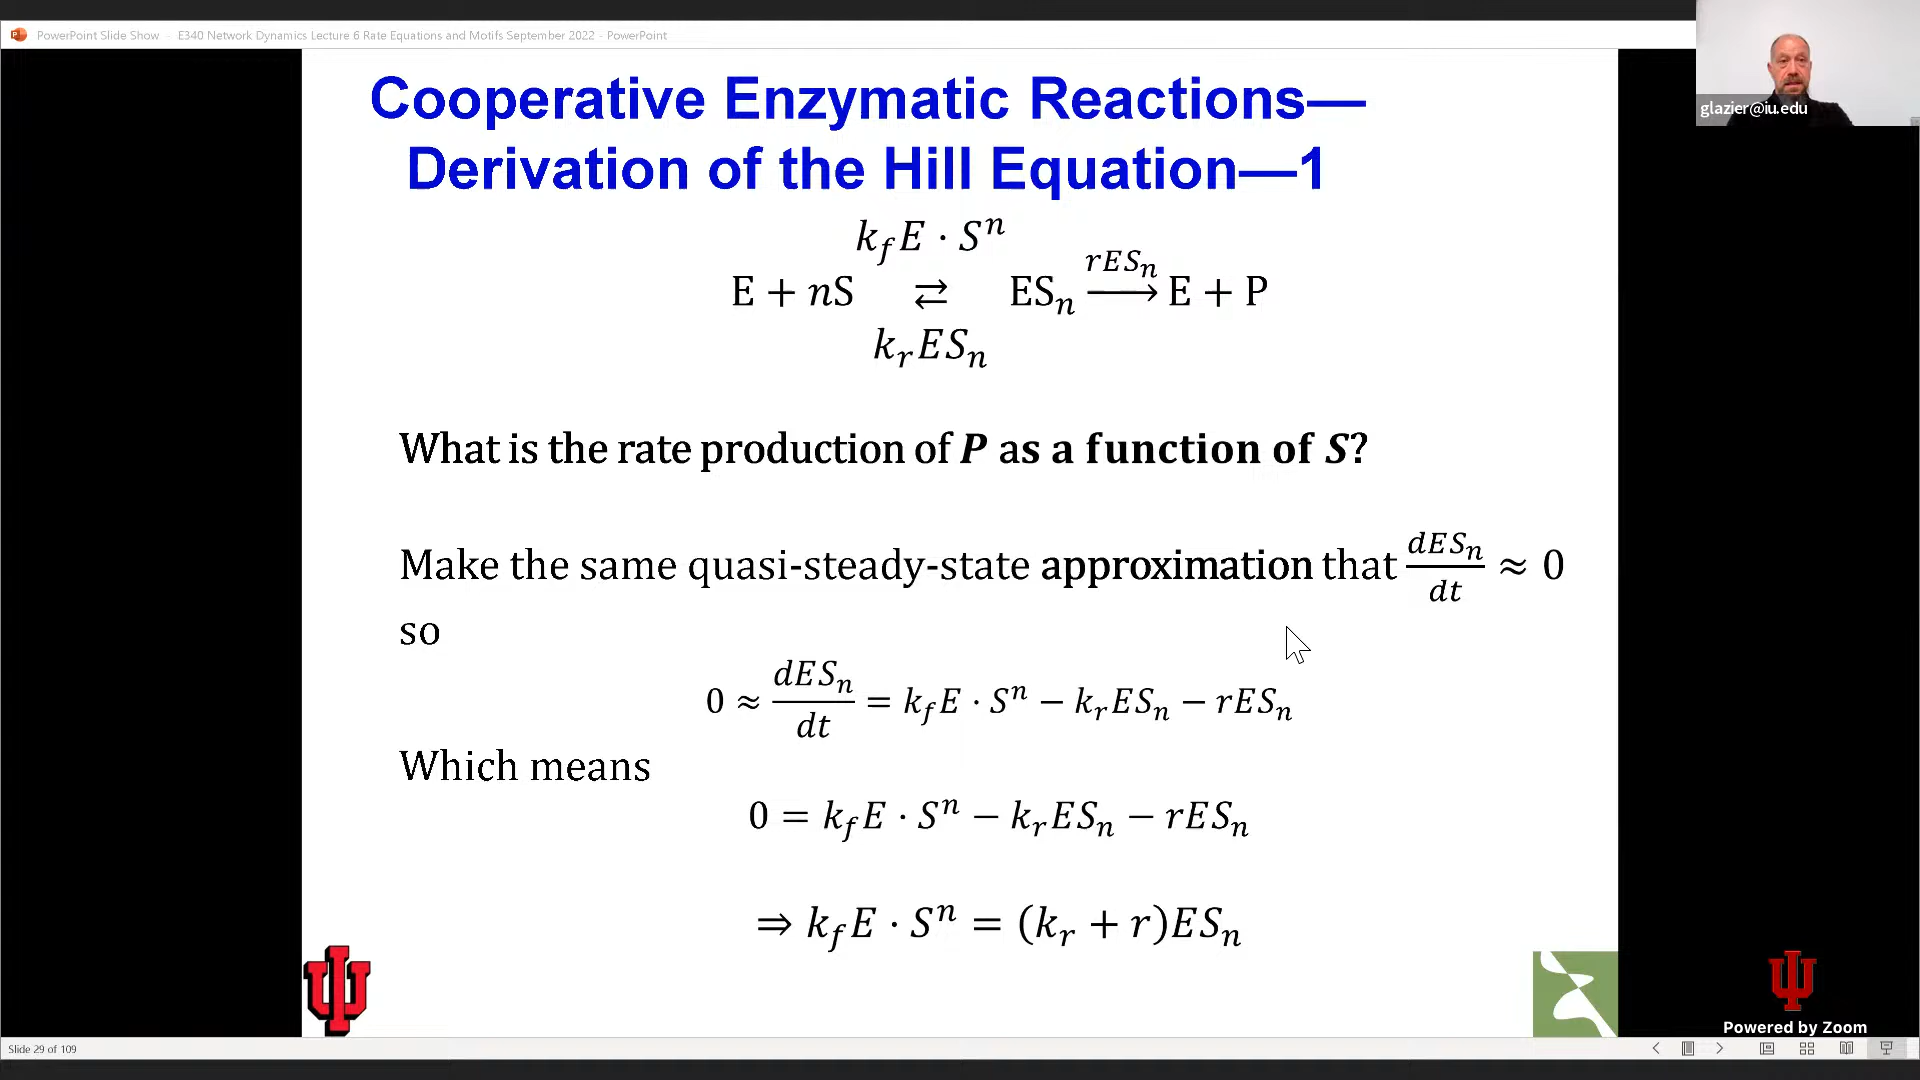 PowerPoint Slide Show - E340 Network Dynamics Lecture 6 Rate Equations and Motifs September 2022 - PowerPoint
glazier@iu.edu
Cooperative Enzymatic Reactions—
Derivation of the Hill Equation—1
k_f E · S^n
E + nS ⇄ ES_n \xrightarrow{rES_n} E + P
k_r ES_n
What is the rate production of P as a function of S?
Make the same quasi-steady-state approximation that \frac{dES_n}{dt} ≈ 0
so
0 ≈ \frac{dES_n}{dt} = k_f E · S^n − k_r ES_n − rES_n
Which means
0 = k_f E · S^n − k_r ES_n − rES_n
⇒ k_f E · S^n = (k_r + r)ES_n
Powered by Zoom
Slide 29 of 109